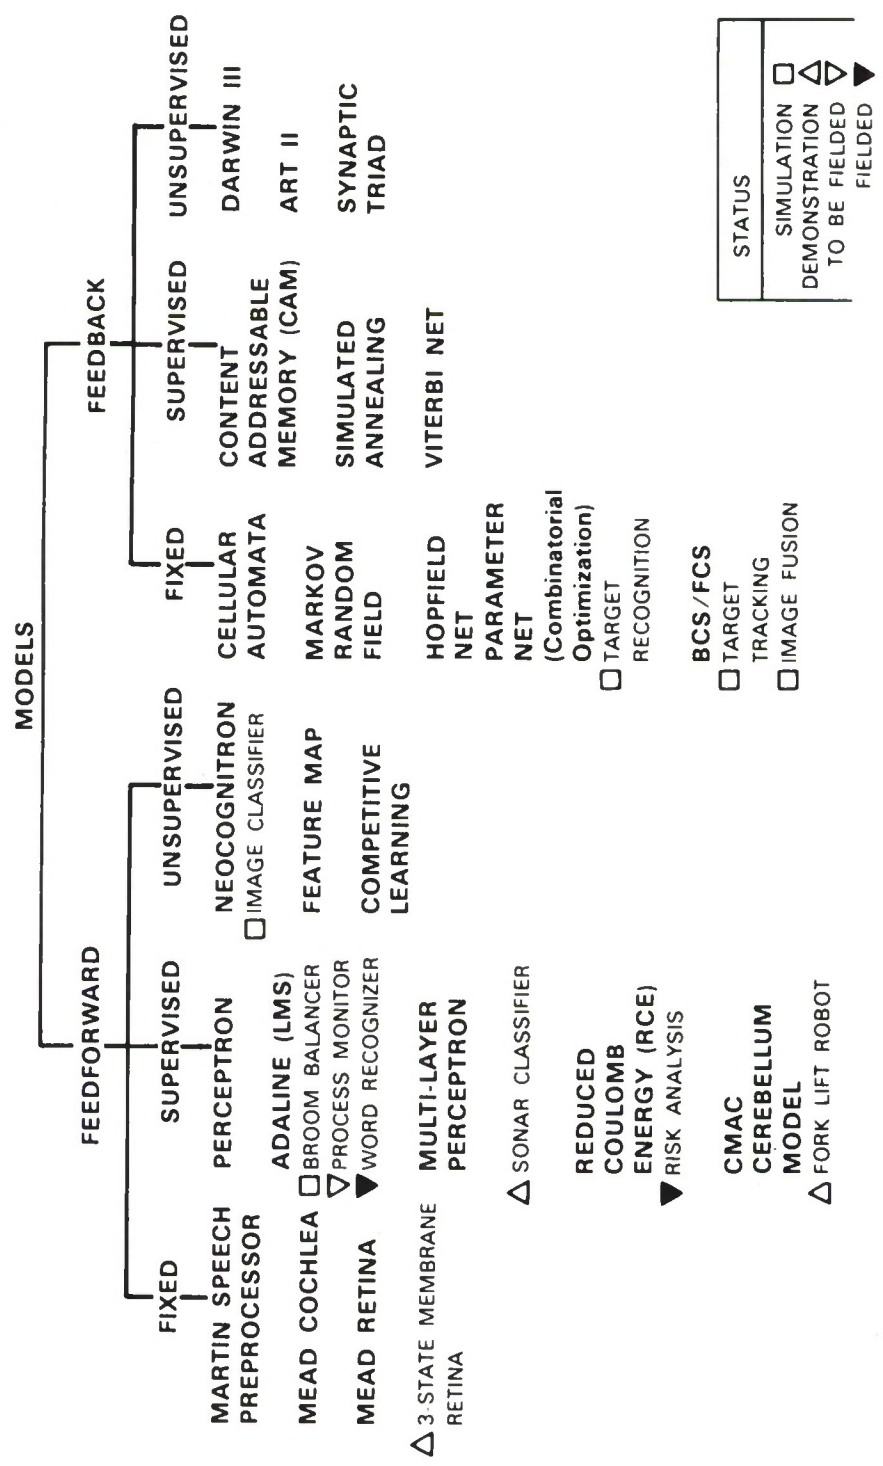 MODELS
FEEDFORWARD
FIXED
MARTIN SPEECH
PREPROCESSOR
MEAD COCHLEA
MEAD RETINA
△ 3-STATE MEMBRANE
RETINA
SUPERVISED
PERCEPTRON
ADALINE (LMS)
□ BROOM BALANCER
▽ PROCESS MONITOR
▼ WORD RECOGNIZER
MULTI-LAYER
PERCEPTRON
△ SONAR CLASSIFIER
REDUCED
COULOMB
ENERGY (RCE)
▼ RISK ANALYSIS
CMAC
CEREBELLUM
MODEL
△ FORK LIFT ROBOT
UNSUPERVISED
NEOCOGNITRON
□ IMAGE CLASSIFIER
FEATURE MAP
COMPETITIVE
LEARNING
FEEDBACK
FIXED
CELLULAR
AUTOMATA
MARKOV
RANDOM
FIELD
HOPFIELD
NET
PARAMETER
NET
(Combinatorial
Optimization)
□ TARGET
RECOGNITION
BCS/FCS
□ TARGET
TRACKING
□ IMAGE FUSION
SUPERVISED
CONTENT
ADDRESSABLE
MEMORY (CAM)
SIMULATED
ANNEALING
VITERBI NET
UNSUPERVISED
DARWIN III
ART II
SYNAPTIC
TRIAD
STATUS
SIMULATION □
DEMONSTRATION △
TO BE FIELDED ▽
FIELDED ▼